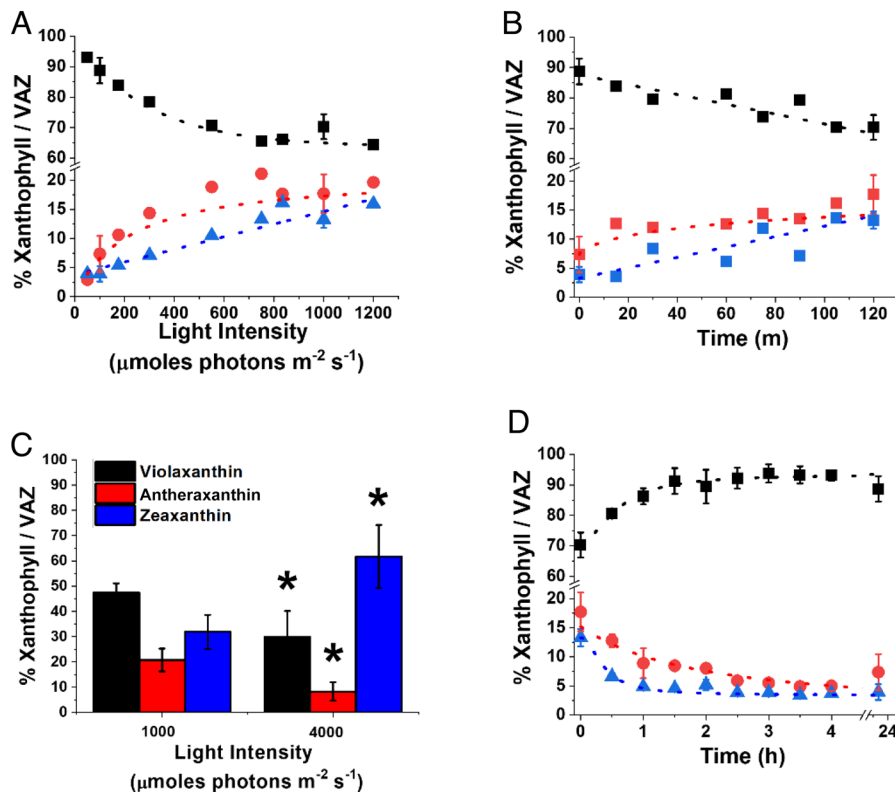 A
% Xanthophyll / VAZ
100
90
80
70
60
20
15
10
5
0
200 400 600 800 1000 1200
Light Intensity
(μmoles photons m⁻² s⁻¹)
B
% Xanthophyll / VAZ
100
90
80
70
60
20
15
10
5
0
0 20 40 60 80 100 120
Time (m)
C
% Xanthophyll / VAZ
100
90
80
70
60
50
40
30
20
10
0
Violaxanthin
Antheraxanthin
Zeaxanthin
* * *
1000 4000
Light Intensity
(μmoles photons m⁻² s⁻¹)
D
% Xanthophyll / VAZ
100
90
80
70
60
20
15
10
5
0
0 1 2 3 4 24
Time (h)